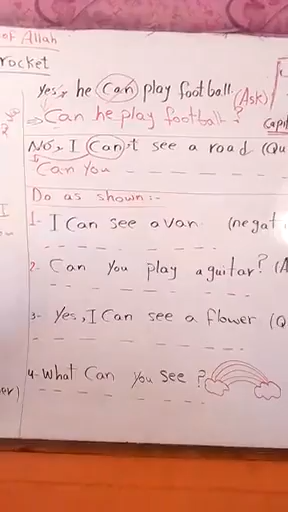 of Allah
rocket
Yes, he Can play football. (Ask)
Can he play football?
No, I Can't see a road (Qu
Can You
Do as shown:-
1- I Can see a van. (negat
2- Can You play a guitar? (A
3- Yes, I Can see a flower (Q
4- What Can You see?
er)